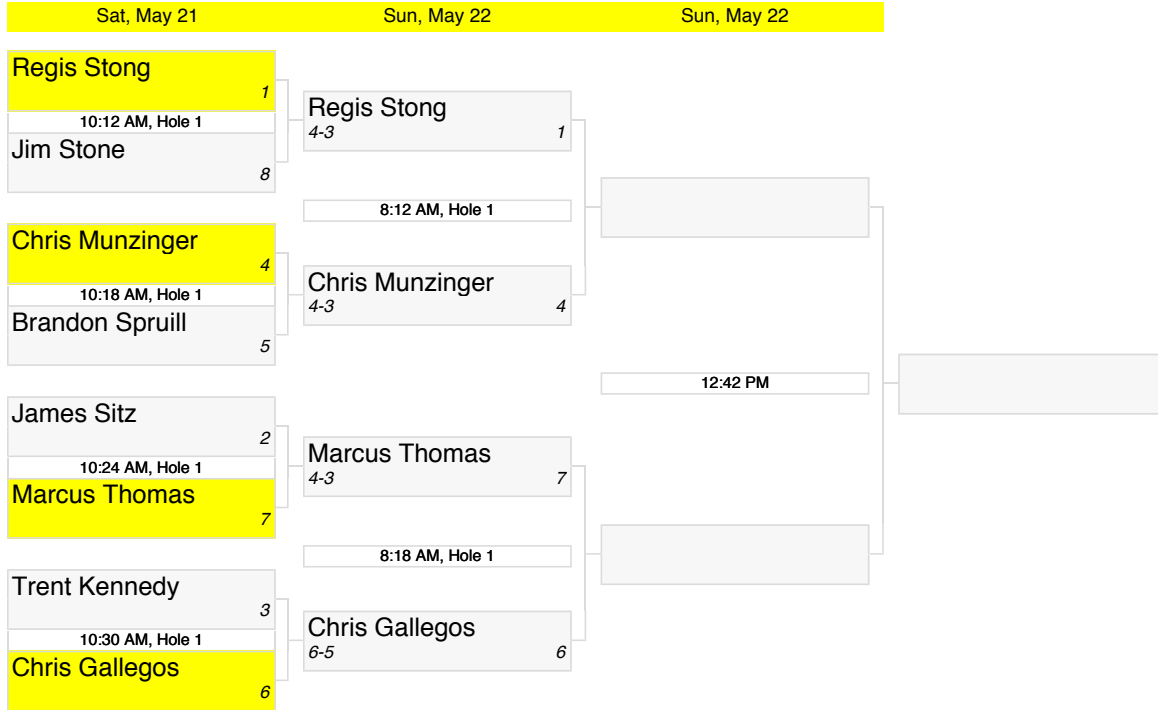 Sat, May 21
Sun, May 22
Sun, May 22
Regis Stong
1
10:12 AM, Hole 1
Jim Stone
8
Chris Munzinger
4
10:18 AM, Hole 1
Brandon Spruill
5
James Sitz
2
10:24 AM, Hole 1
Marcus Thomas
7
Trent Kennedy
3
10:30 AM, Hole 1
Chris Gallegos
6
Regis Stong
4-3 1
8:12 AM, Hole 1
Chris Munzinger
4-3 4
Marcus Thomas
4-3 7
8:18 AM, Hole 1
Chris Gallegos
6-5 6
12:42 PM